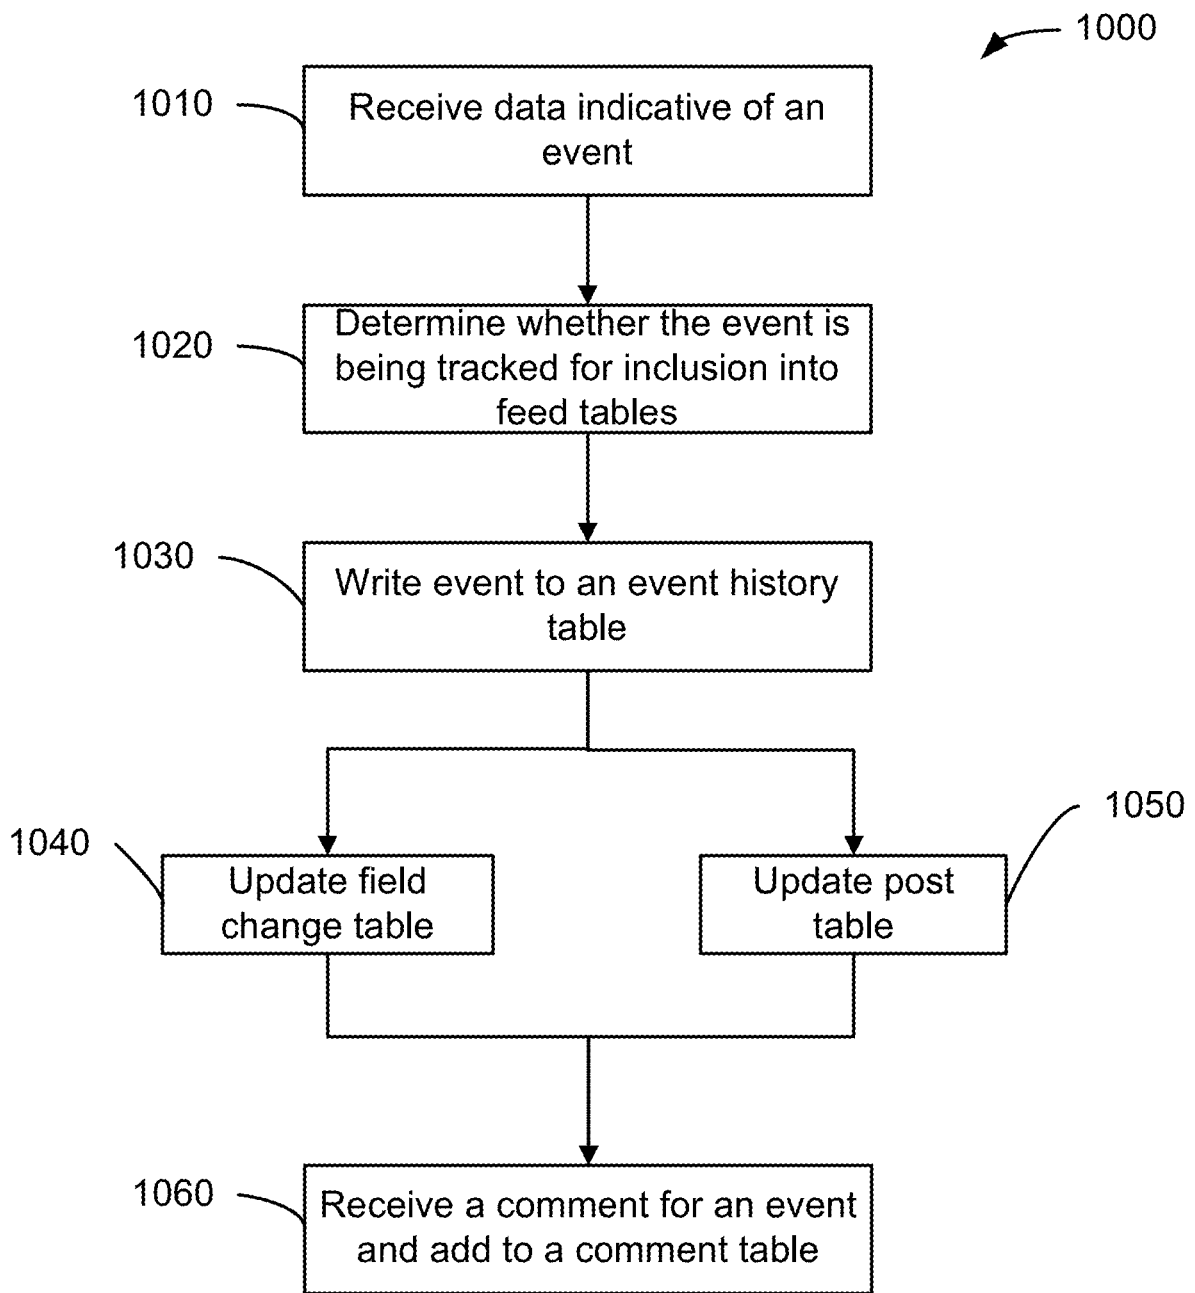 1000
1010
Receive data indicative of an
event
1020
Determine whether the event is
being tracked for inclusion into
feed tables
1030
Write event to an event history
table
1040
Update field
change table
1050
Update post
table
1060
Receive a comment for an event
and add to a comment table